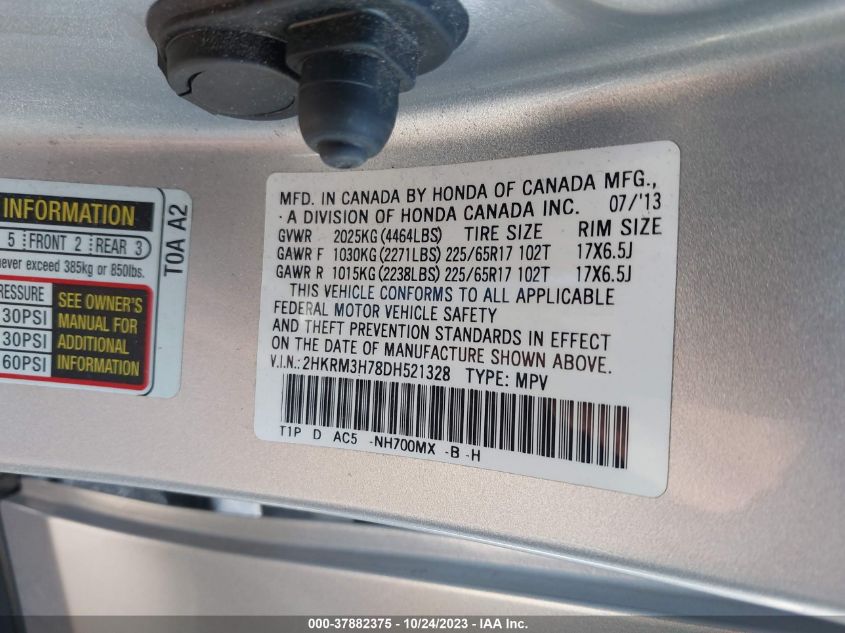 INFORMATION
5 FRONT 2 REAR 3
never exceed 385kg or 850lbs.
PRESSURE
30PSI
30PSI
60PSI
SEE OWNER'S
MANUAL FOR
ADDITIONAL
INFORMATION
T0A A2
MFD. IN CANADA BY HONDA OF CANADA MFG.,
A DIVISION OF HONDA CANADA INC. 07/'13
GVWR 2025KG(4464LBS) TIRE SIZE RIM SIZE
GAWR F 1030KG(2271LBS) 225/65R17 102T 17X6.5J
GAWR R 1015KG(2238LBS) 225/65R17 102T 17X6.5J
THIS VEHICLE CONFORMS TO ALL APPLICABLE
FEDERAL MOTOR VEHICLE SAFETY
AND THEFT PREVENTION STANDARDS IN EFFECT
ON THE DATE OF MANUFACTURE SHOWN ABOVE.
V.I.N.: 2HKRM3H78DH521328 TYPE: MPV
T1P D AC5 -NH700MX -B -H
000-37882375 - 10/24/2023 - IAA Inc.